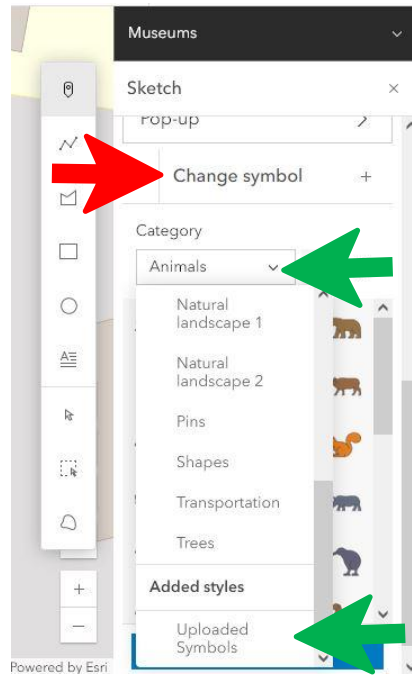 Museums
Sketch
Pop-up
Change symbol
Category
Animals
Natural
landscape 1
Natural
landscape 2
Pins
Shapes
Transportation
Trees
Added styles
Uploaded
Symbols
Powered by Esri